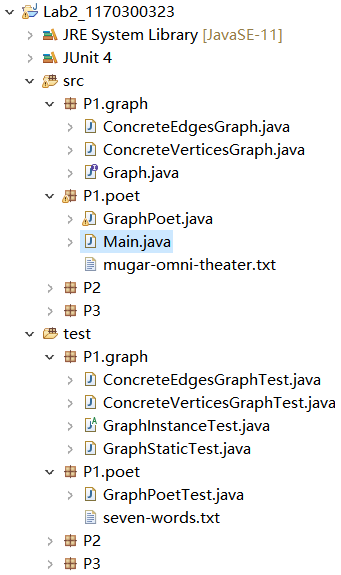 Lab2_1170300323
JRE System Library [JavaSE-11]
JUnit 4
src
P1.graph
ConcreteEdgesGraph.java
ConcreteVerticesGraph.java
Graph.java
P1.poet
GraphPoet.java
Main.java
mugar-omni-theater.txt
P2
P3
test
P1.graph
ConcreteEdgesGraphTest.java
ConcreteVerticesGraphTest.java
GraphInstanceTest.java
GraphStaticTest.java
P1.poet
GraphPoetTest.java
seven-words.txt
P2
P3